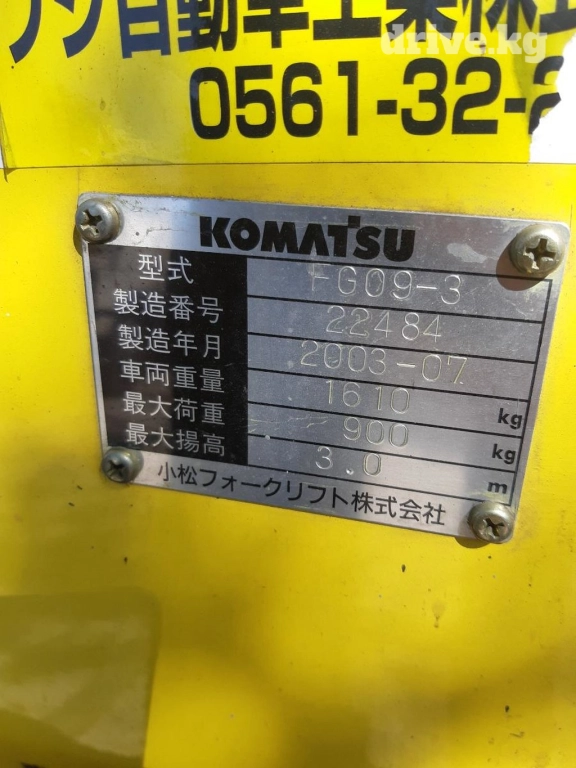 自動車工業株式
drive.kg
0561-32-2
KOMATSU
型式 FG09-3
製造番号 22484
製造年月 2003-07
車両重量 1610 kg
最大荷重 900 kg
最大揚高 3.0 m
小松フォークリフト株式会社